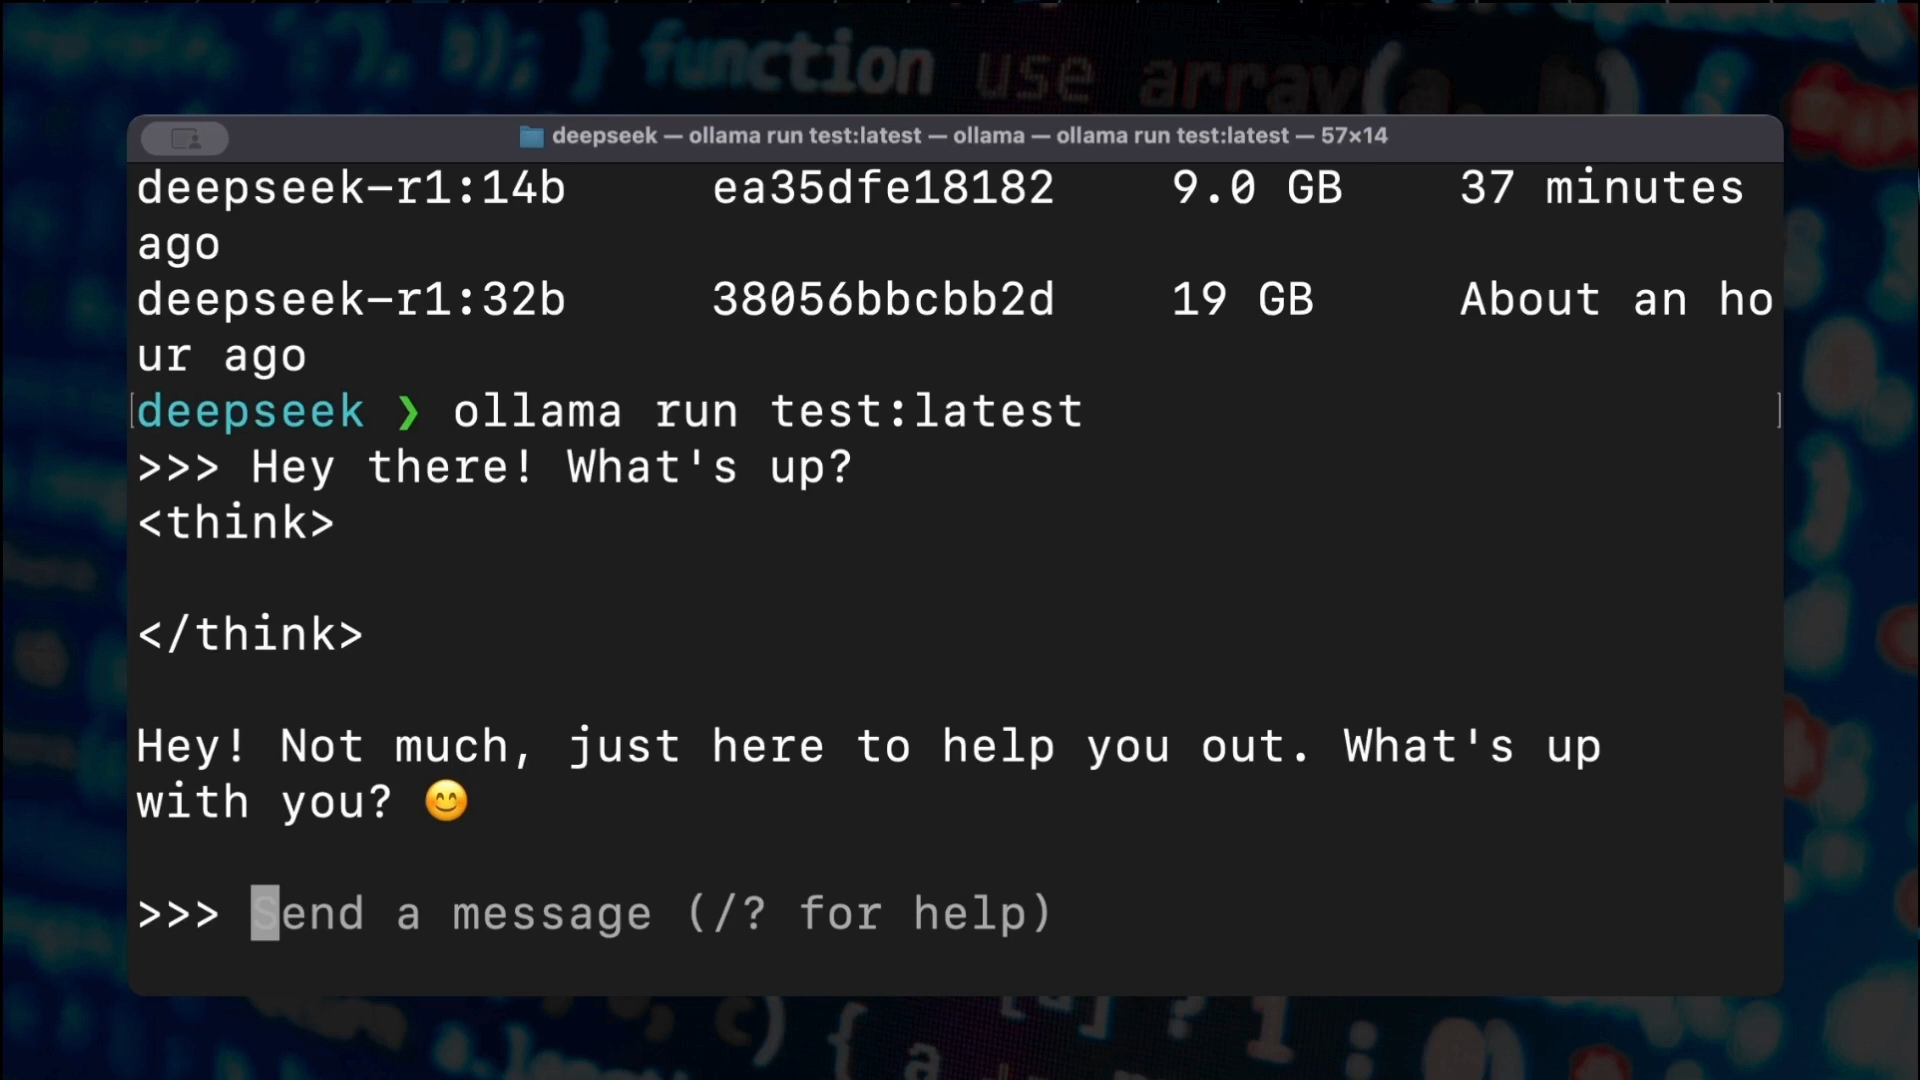 ); } function use array(a, b)
deepseek — ollama run test:latest — ollama — ollama run test:latest — 57×14
deepseek-r1:14b     ea35dfe18182    9.0 GB    37 minutes
ago
deepseek-r1:32b     38056bbcbb2d    19 GB     About an ho
ur ago
deepseek ❯ ollama run test:latest
>>> Hey there! What's up?
<think>
</think>
Hey! Not much, just here to help you out. What's up
with you? 😊
>>> Send a message (/? for help)